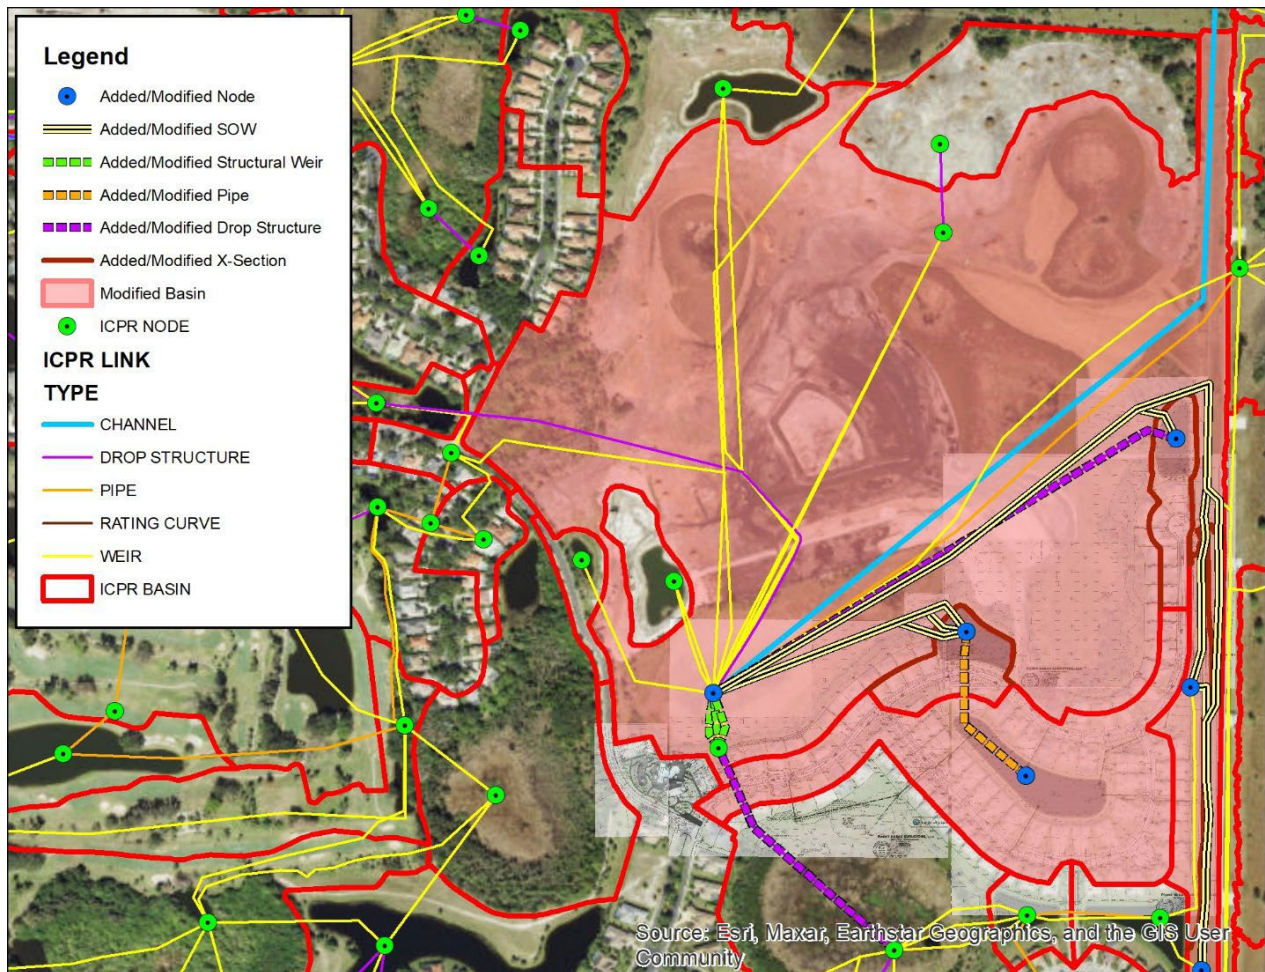 Legend
Added/Modified Node
Added/Modified SOW
Added/Modified Structural Weir
Added/Modified Pipe
Added/Modified Drop Structure
Added/Modified X-Section
Modified Basin
ICPR NODE
ICPR LINK
TYPE
CHANNEL
DROP STRUCTURE
PIPE
RATING CURVE
WEIR
ICPR BASIN
Source: Esri, Maxar, Earthstar Geographics, and the GIS User
Community